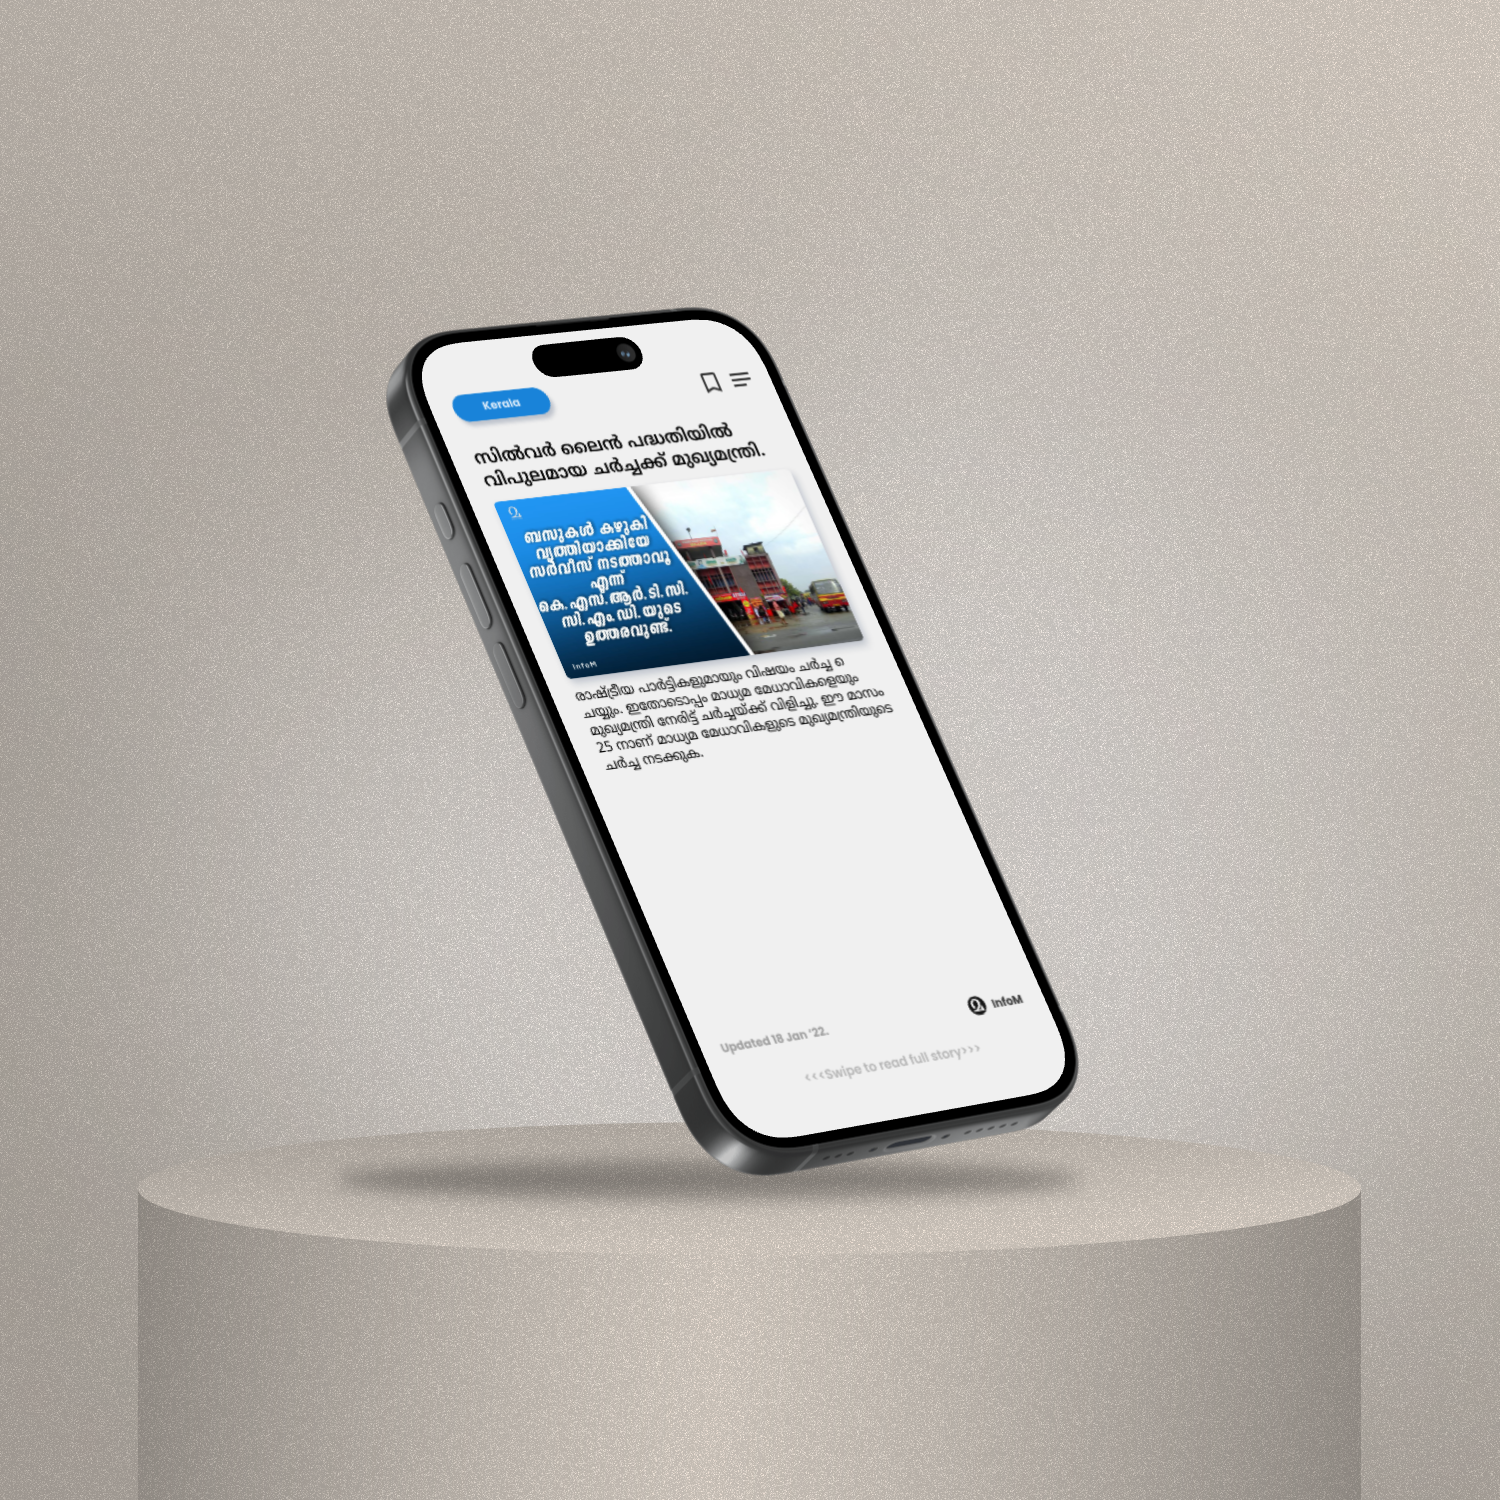 Kerala
സിൽവർ ലൈൻ പദ്ധതിയിൽ
വിപുലമായ ചർച്ചക്ക് മുഖ്യമന്ത്രി.
ബസുകൾ കഴുകി
വൃത്തിയാക്കിയേ
സർവീസ് നടത്താവൂ
എന്ന്
കെ.എസ്.ആർ.ടി.സി.
സി.എം.ഡി.യുടെ
ഉത്തരവുണ്ട്.
InfoM
രാഷ്ട്രീയ പാർട്ടികളുമായും വിഷയം ചർച്ച െ
ചയ്യും. ഇതോടൊപ്പം മാധ്യമ മേധാവികളെയും
മുഖ്യമന്ത്രി നേരിട്ട് ചർച്ചയ്ക്ക് വിളിച്ചു. ഈ മാസം
25 നാണ് മാധ്യമ മേധാവികളുടെ മുഖ്യമന്ത്രിയുടെ
ചർച്ച നടക്കുക.
InfoM
Updated 18 Jan '22.
‹‹‹Swipe to read full story›››